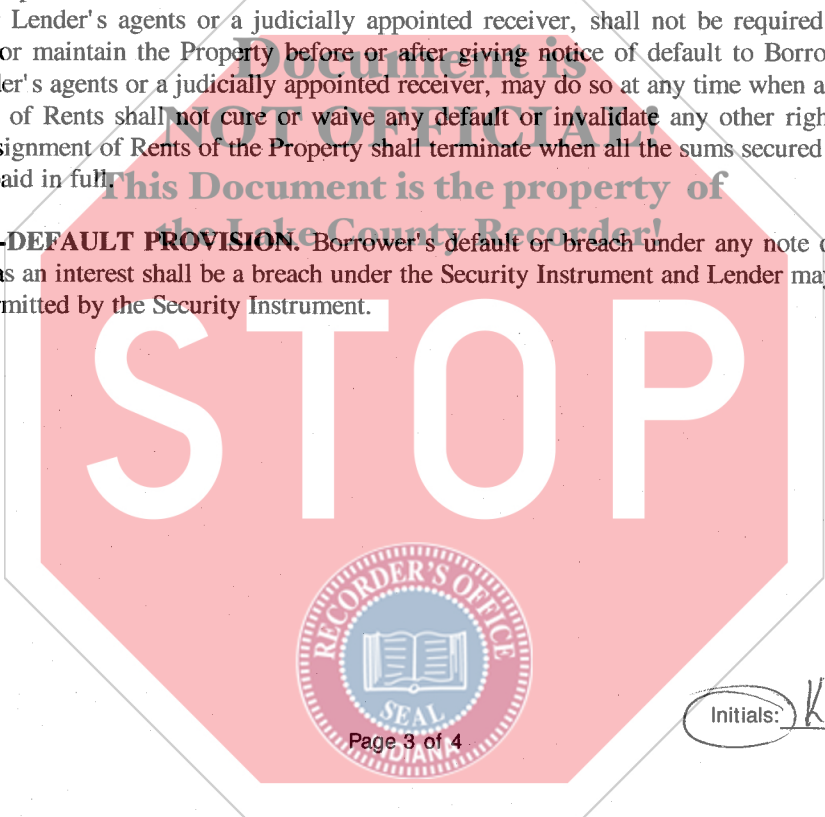 Lender's agents or a judicially appointed receiver, shall not be required
or maintain the Property before or after giving notice of default to Borro
er's agents or a judicially appointed receiver, may do so at any time when a
of Rents shall not cure or waive any default or invalidate any other righ
signment of Rents of the Property shall terminate when all the sums secured
aid in full.
Document is
NOT OFFICIAL!
This Document is the property of
the Lake County Recorder!
-DEFAULT PROVISION. Borrower's default or breach under any note
as an interest shall be a breach under the Security Instrument and Lender may
mitted by the Security Instrument.
STOP
RECORDER'S OFFICE
SEAL
INDIANA
Page 3 of 4
Initials: K